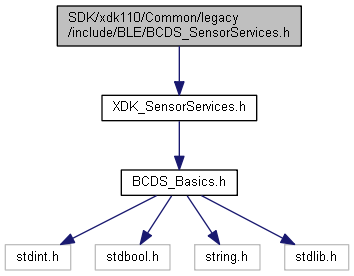 SDK/xdk110/Common/legacy
/include/BLE/BCDS_SensorServices.h
XDK_SensorServices.h
BCDS_Basics.h
stdint.h
stdbool.h
string.h
stdlib.h